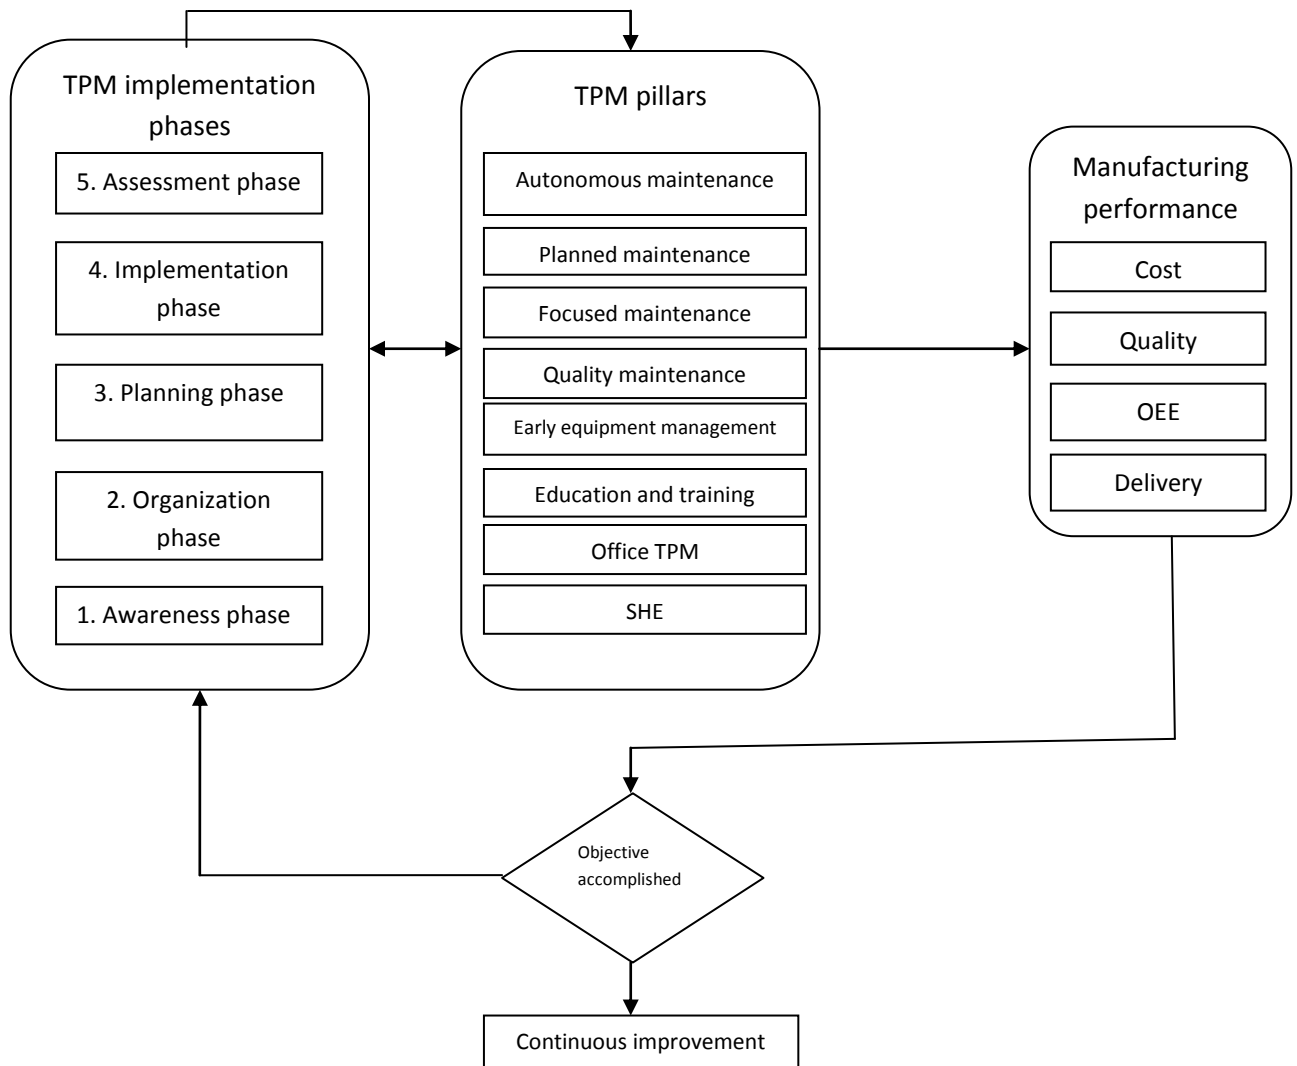 TPM implementation
phases
5. Assessment phase
4. Implementation
phase
3. Planning phase
2. Organization
phase
1. Awareness phase
TPM pillars
Autonomous maintenance
Planned maintenance
Focused maintenance
Quality maintenance
Early equipment management
Education and training
Office TPM
SHE
Manufacturing
performance
Cost
Quality
OEE
Delivery
Objective
accomplished
Continuous improvement